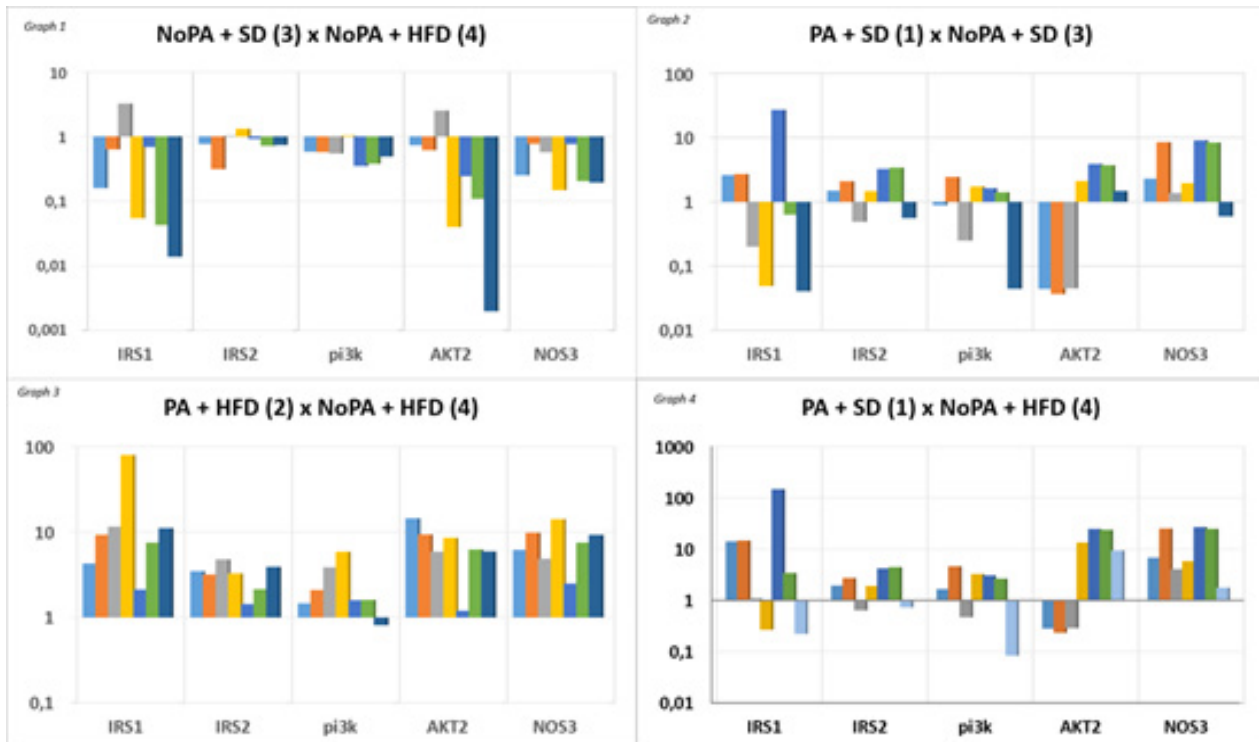 Graph 1
NoPA + SD (3) x NoPA + HFD (4)
10
1
0,1
0,01
0,001
IRS1 IRS2 pi3k AKT2 NOS3
Graph 2
PA + SD (1) x NoPA + SD (3)
100
10
1
0,1
0,01
IRS1 IRS2 pi3k AKT2 NOS3
Graph 3
PA + HFD (2) x NoPA + HFD (4)
100
10
1
0,1
IRS1 IRS2 pi3k AKT2 NOS3
Graph 4
PA + SD (1) x NoPA + HFD (4)
1000
100
10
1
0,1
0,01
IRS1 IRS2 pi3k AKT2 NOS3